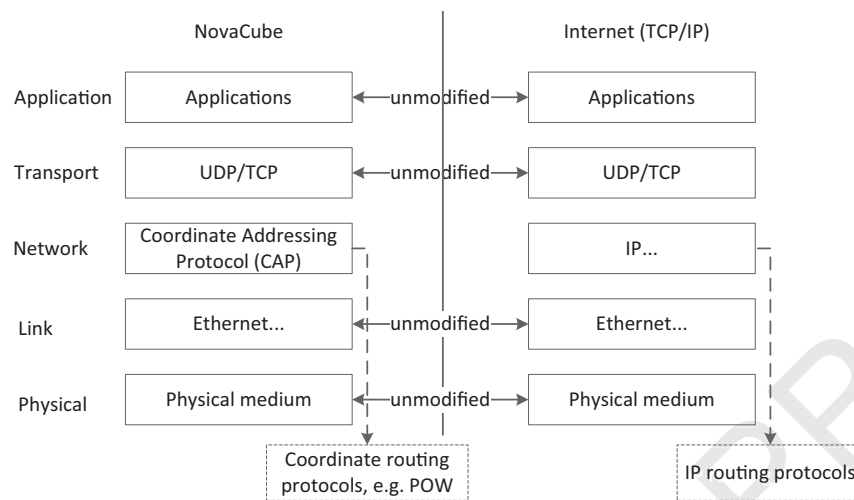 NovaCube
Internet (TCP/IP)
Application
Applications
unmodified
Applications
Transport
UDP/TCP
unmodified
UDP/TCP
Network
Coordinate Addressing
Protocol (CAP)
IP...
Link
Ethernet...
unmodified
Ethernet...
Physical
Physical medium
unmodified
Physical medium
Coordinate routing
protocols, e.g. POW
IP routing protocols
PP